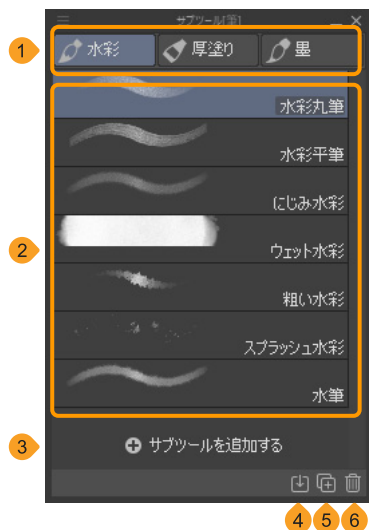 サブツール[筆]
1
水彩
厚塗り
墨
2
水彩丸筆
水彩平筆
にじみ水彩
ウェット水彩
粗い水彩
スプラッシュ水彩
水筆
3
サブツールを追加する
4 5 6